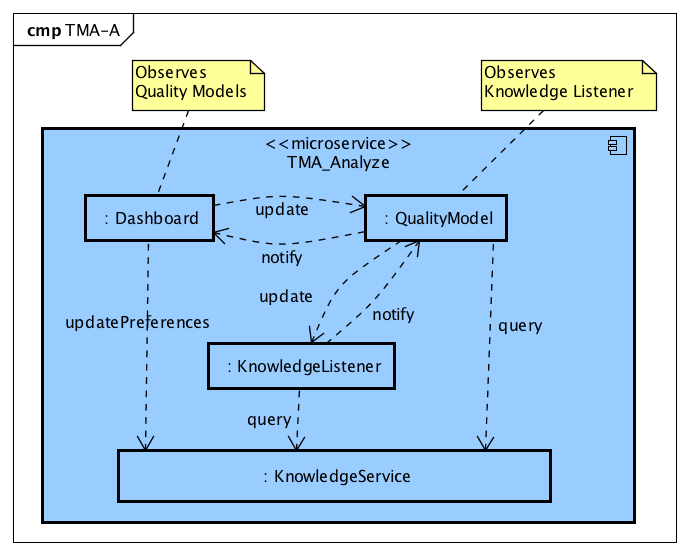 cmp TMA-A
Observes
Quality Models
Observes
Knowledge Listener
<<microservice>>
TMA_Analyze
: Dashboard
update
: QualityModel
notify
update
notify
updatePreferences
query
: KnowledgeListener
query
: KnowledgeService